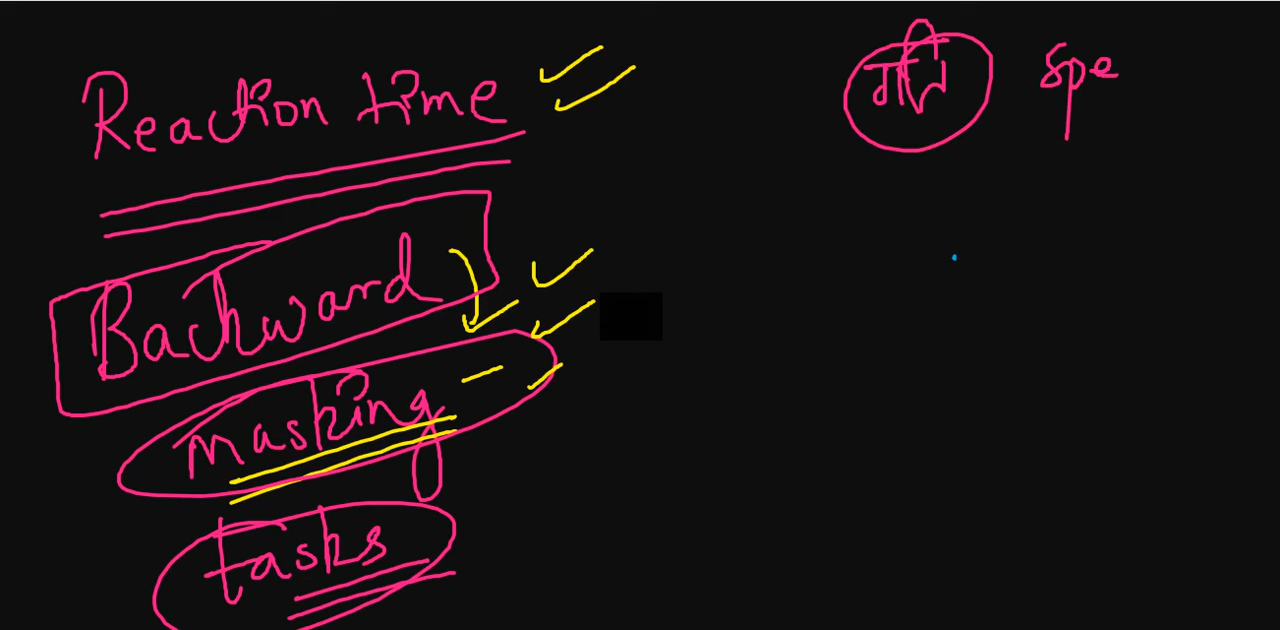 Reaction time
गति Spe
Backward
masking
tasks